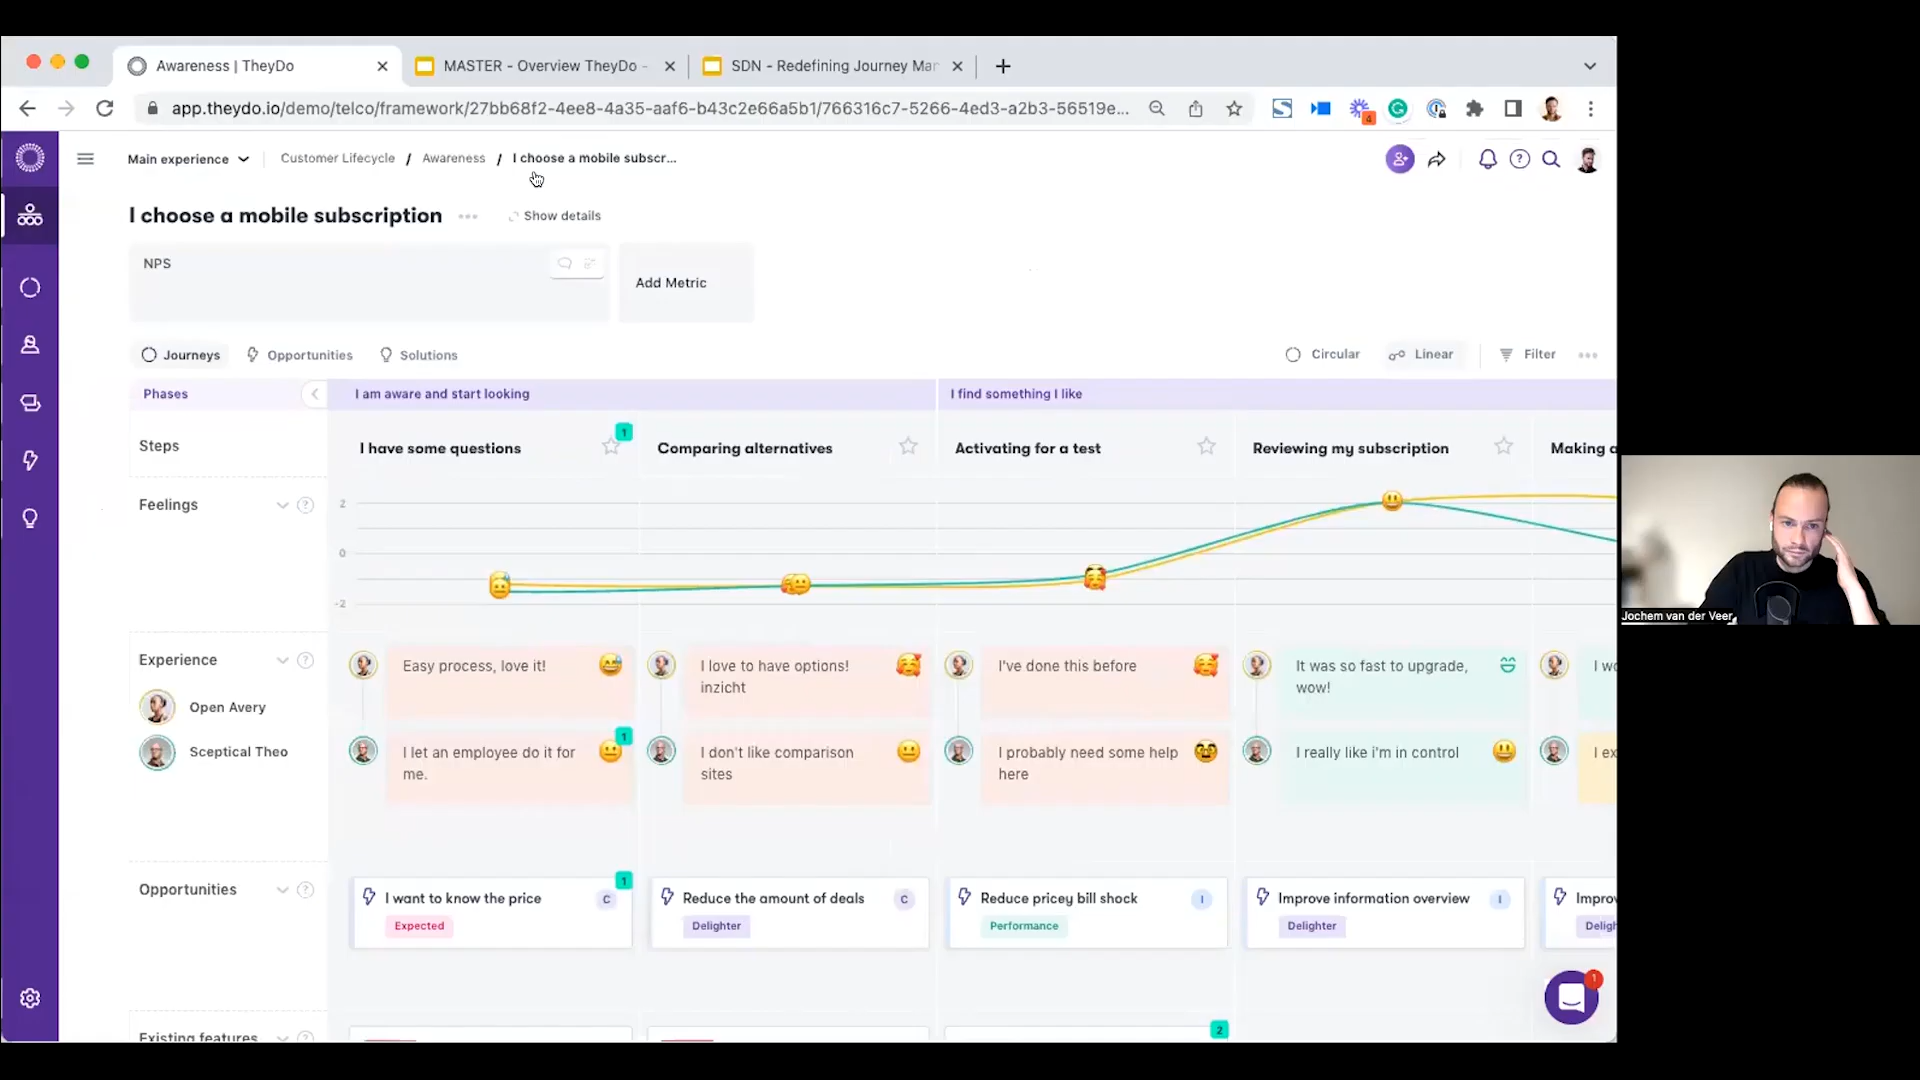 Awareness | TheyDo
MASTER - Overview TheyDo -
SDN - Redefining Journey Mar
app.theydo.io/demo/telco/framework/27bb68f2-4ee8-4a35-aaf6-b43c2e66a5b1/766316c7-5266-4ed3-a2b3-56519e...
4
Main experience
Customer Lifecycle / Awareness / I choose a mobile subscr...
I choose a mobile subscription
Show details
NPS
Add Metric
Journeys
Opportunities
Solutions
Circular
Linear
Filter
Phases
I am aware and start looking
I find something I like
Steps
I have some questions
1
Comparing alternatives
Activating for a test
Reviewing my subscription
Making a
Feelings
2
0
-2
Experience
Open Avery
Sceptical Theo
Easy process, love it!
I love to have options!
inzicht
I've done this before
It was so fast to upgrade,
wow!
I wo
I let an employee do it for
me.
1
I don't like comparison
sites
I probably need some help
here
I really like i'm in control
I ex
Opportunities
I want to know the price
C
1
Expected
Reduce the amount of deals
C
Delighter
Reduce pricey bill shock
I
Performance
Improve information overview
I
Delighter
Improv
Deligh
1
Existing features
2
Jochem van der Veer